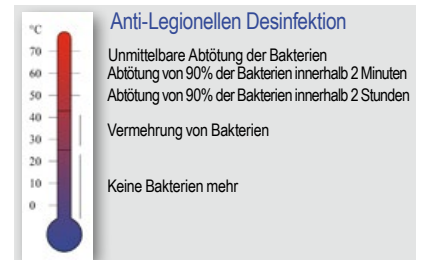 Anti-Legionellen Desinfektion
°C
70
Unmittelbare Abtötung der Bakterien
60
Abtötung von 90% der Bakterien innerhalb 2 Minuten
50
Abtötung von 90% der Bakterien innerhalb 2 Stunden
40
30
Vermehrung von Bakterien
20
10
Keine Bakterien mehr
0